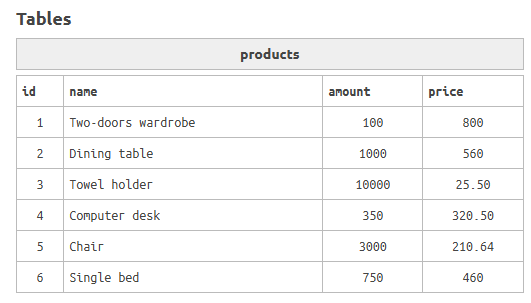 Tables
products
id name amount price
1 Two-doors wardrobe 100 800
2 Dining table 1000 560
3 Towel holder 10000 25.50
4 Computer desk 350 320.50
5 Chair 3000 210.64
6 Single bed 750 460